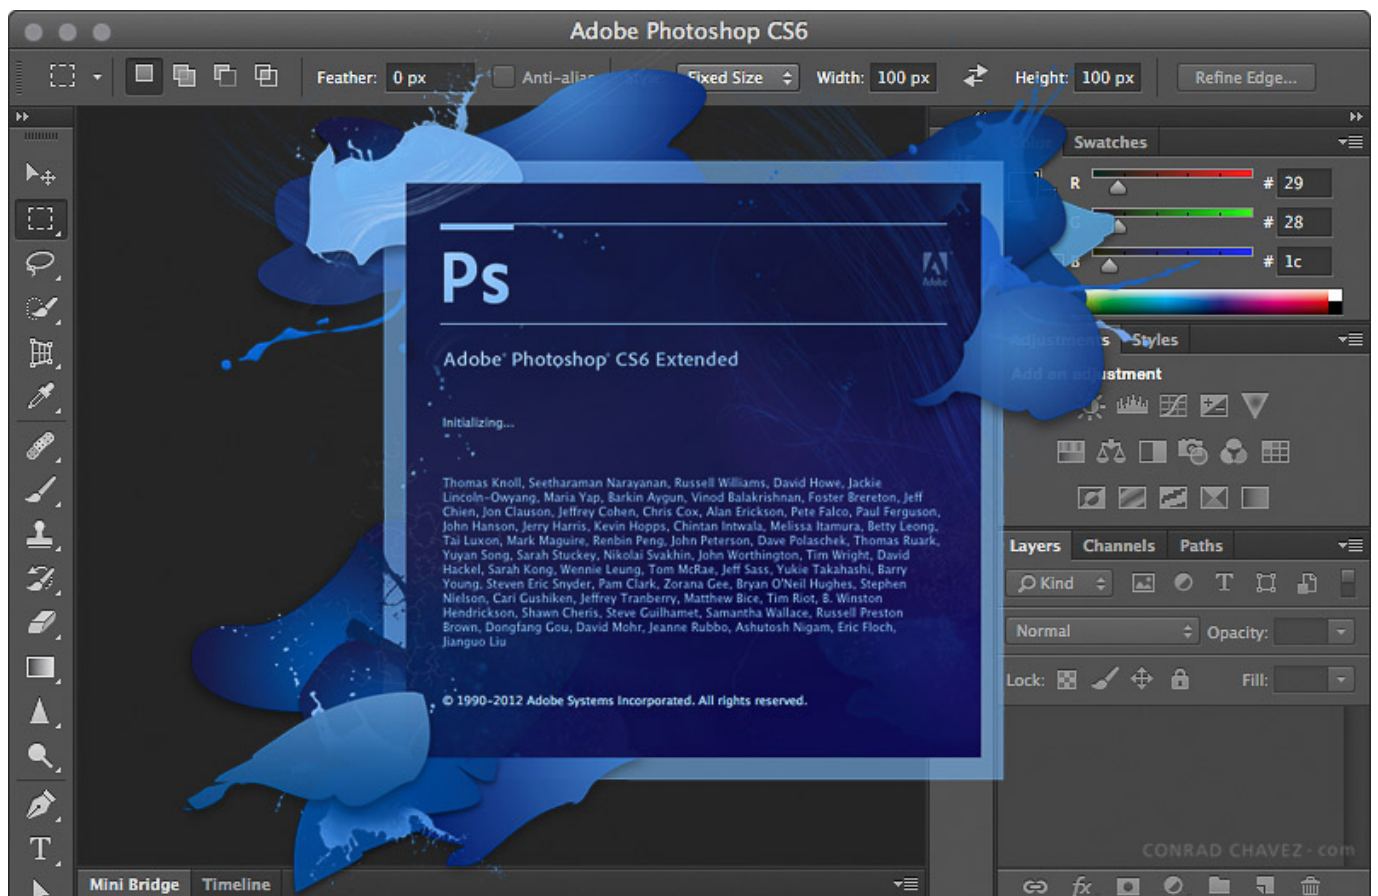 Adobe Photoshop CS6
Feather: 0 px Anti-alias Fixed Size Width: 100 px Height: 100 px Refine Edge...
Swatches
R # 29
G # 28
B # 1c
Ps
Adobe
Adjustments Styles
Adobe® Photoshop® CS6 Extended
Add an adjustment
Initializing...
Thomas Knoll, Seetharaman Narayanan, Russell Williams, David Howe, Jackie
Lincoln-Owyang, Maria Yap, Barkin Aygun, Vinod Balakrishnan, Foster Brereton, Jeff
Chien, Jon Clauson, Jeffrey Cohen, Chris Cox, Alan Erickson, Pete Falco, Paul Ferguson,
John Hanson, Jerry Harris, Kevin Hopps, Chintan Intwala, Melissa Itamura, Betty Leong,
Tai Luxon, Mark Maguire, Renbin Peng, John Peterson, Dave Polaschek, Thomas Ruark,
Yuyan Song, Sarah Stuckey, Nikolai Svakhin, John Worthington, Tim Wright, David
Hackel, Sarah Kong, Wennie Leung, Tom McRae, Jeff Sass, Yukie Takahashi, Barry
Young, Steven Eric Snyder, Pam Clark, Zorana Gee, Bryan O'Neil Hughes, Stephen
Nielson, Cari Gushiken, Jeffrey Tranberry, Matthew Bice, Tim Riot, B. Winston
Hendrickson, Shawn Cheris, Steve Guilhamet, Samantha Wallace, Russell Preston
Brown, Dongfang Gou, David Mohr, Jeanne Rubbo, Ashutosh Nigam, Eric Floch,
Jianguo Liu
© 1990-2012 Adobe Systems Incorporated. All rights reserved.
Layers Channels Paths
Kind
Normal Opacity:
Lock: Fill:
T
CONRAD CHAVEZ · com
Mini Bridge Timeline
fx